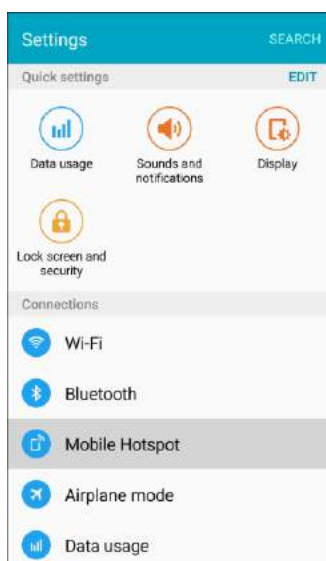 Settings
SEARCH
Quick settings
EDIT
Data usage
Sounds and
notifications
Display
Lock screen and
security
Connections
Wi-Fi
Bluetooth
Mobile Hotspot
Airplane mode
Data usage